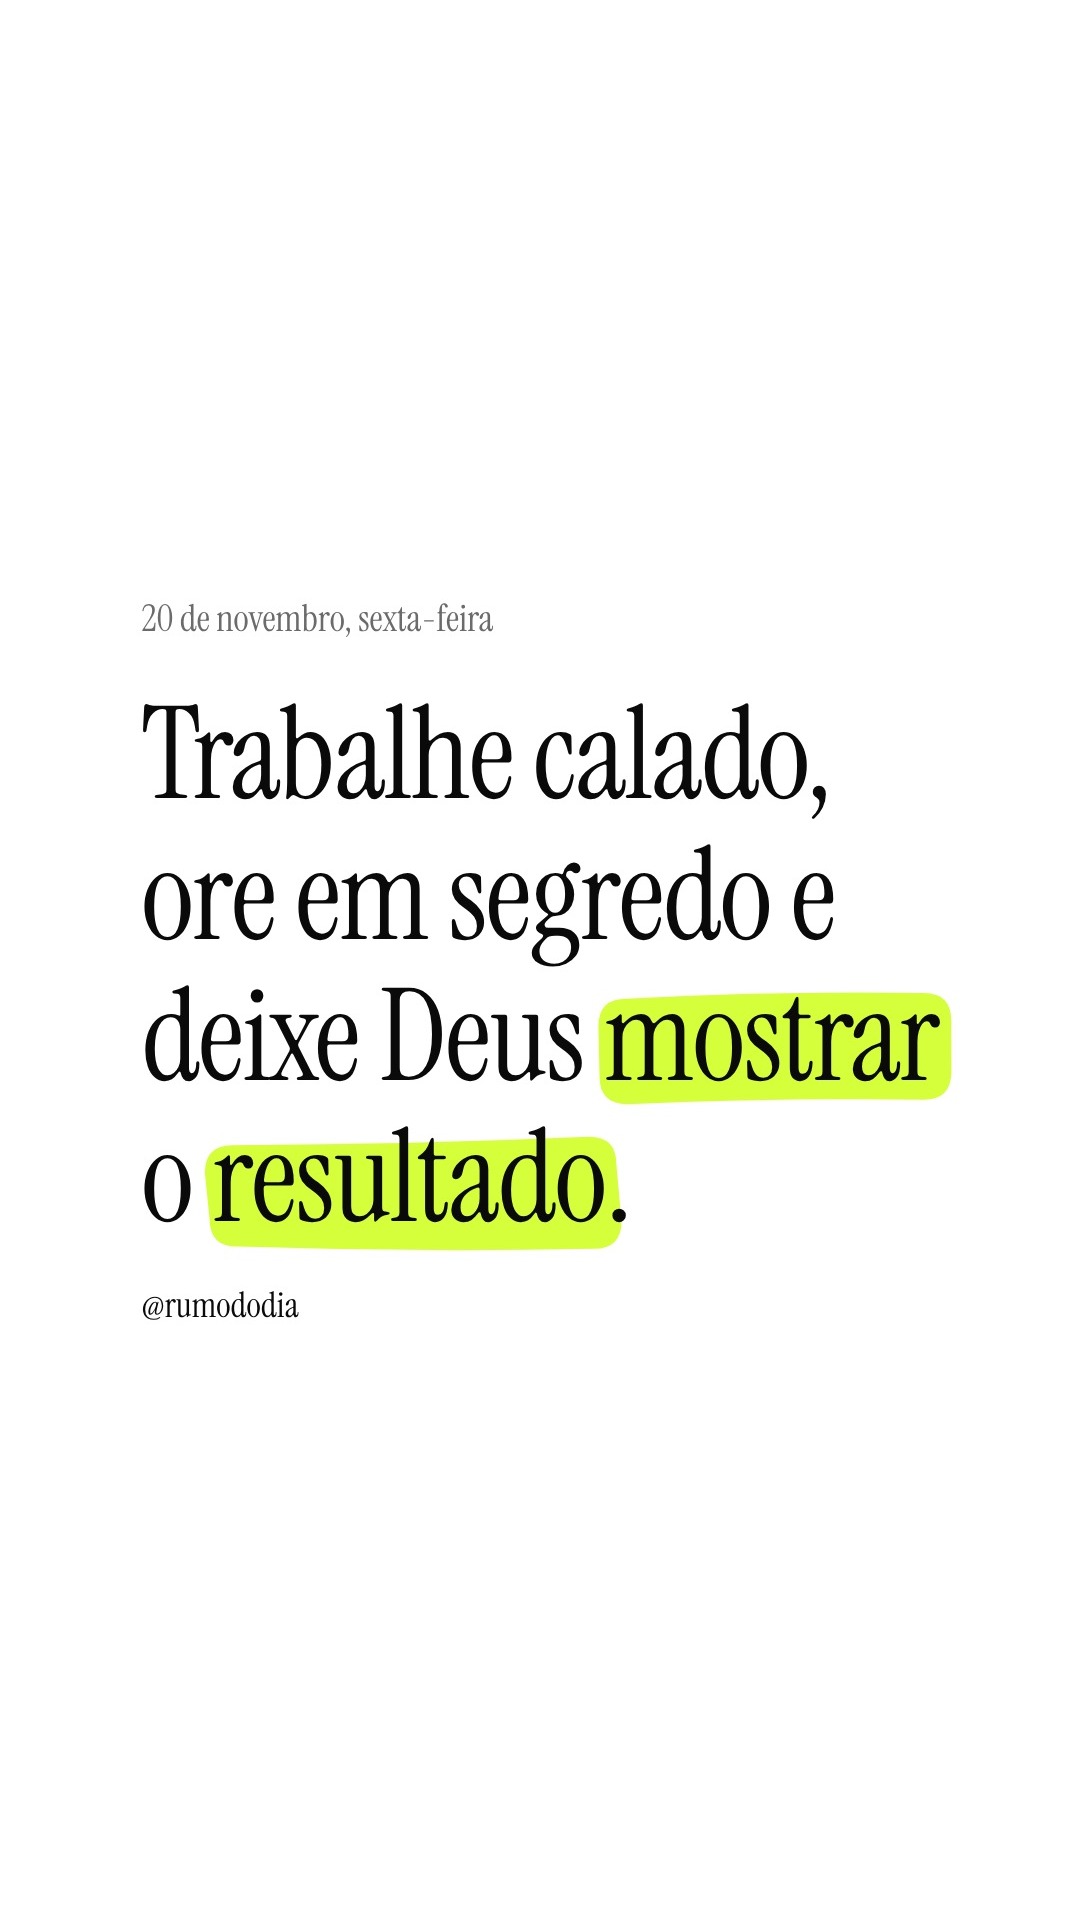 20 de novembro, sexta-feira
Trabalhe calado,
ore em segredo e
deixe Deus mostrar
o resultado.
@rumododia